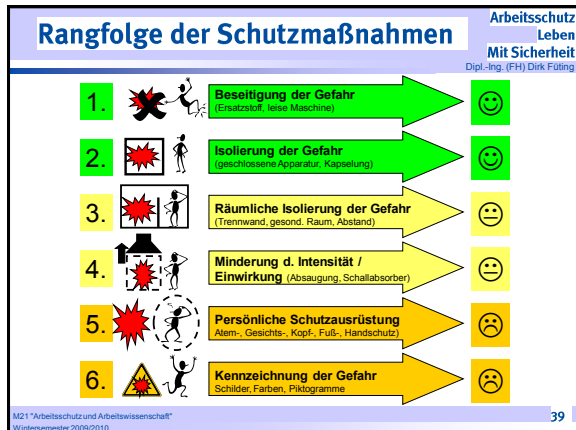 Rangfolge der Schutzmaßnahmen
Arbeitsschutz
Leben
Mit Sicherheit
Dipl.-Ing. (FH) Dirk Füting
1.
Beseitigung der Gefahr
(Ersatzstoff, leise Maschine)
2.
Isolierung der Gefahr
(geschlossene Apparatur, Kapselung)
3.
Räumliche Isolierung der Gefahr
(Trennwand, gesond. Raum, Abstand)
4.
Minderung d. Intensität /
Einwirkung (Absaugung, Schallabsorber)
5.
Persönliche Schutzausrüstung
Atem-, Gesichts-, Kopf-, Fuß-, Handschutz)
6.
Kennzeichnung der Gefahr
Schilder, Farben, Piktogramme
M21 "Arbeitsschutz und Arbeitswissenschaft"
Wintersemester 2009/2010
39